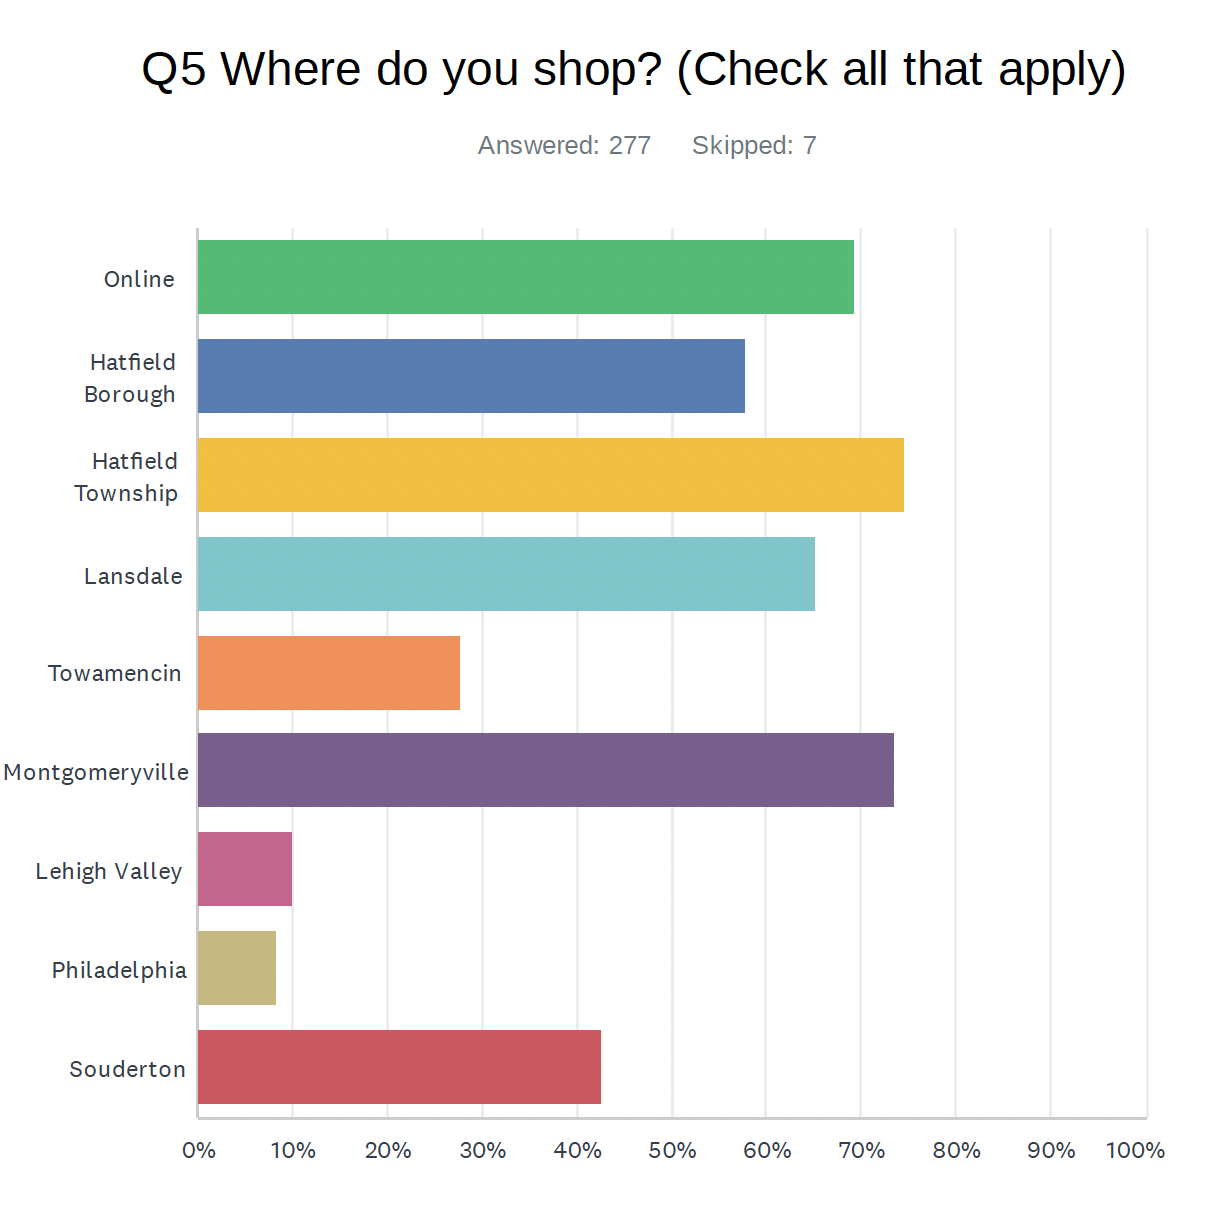 Q5 Where do you shop? (Check all that apply)
Answered: 277 Skipped: 7
Online
Hatfield
Borough
Hatfield
Township
Lansdale
Towamencin
Montgomeryville
Lehigh Valley
Philadelphia
Souderton
0% 10% 20% 30% 40% 50% 60% 70% 80% 90% 100%